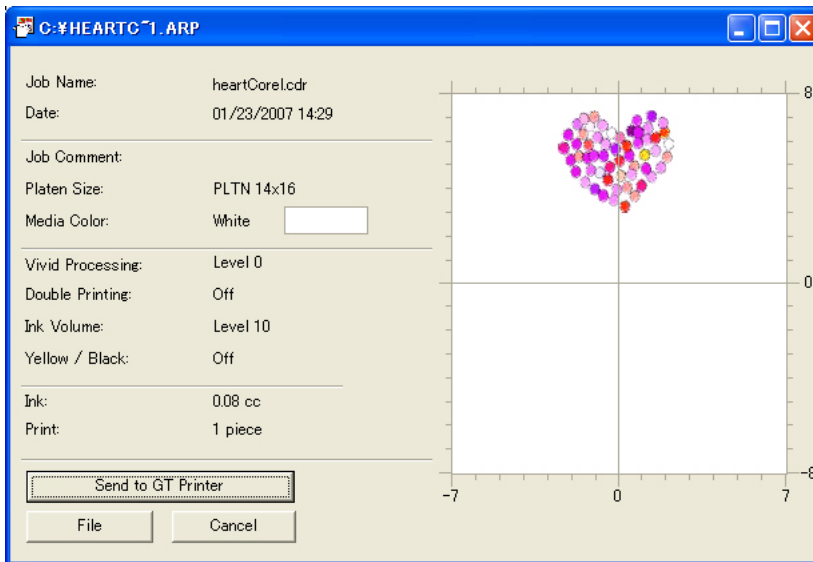 C:¥HEARTC~1.ARP
Job Name: heartCorel.cdr
Date: 01/23/2007 14:29
Job Comment:
Platen Size: PLTN 14x16
Media Color: White
Vivid Processing: Level 0
Double Printing: Off
Ink Volume: Level 10
Yellow / Black: Off
Ink: 0.08 cc
Print: 1 piece
Send to GT Printer
File Cancel
8
0
-8
-7 0 7